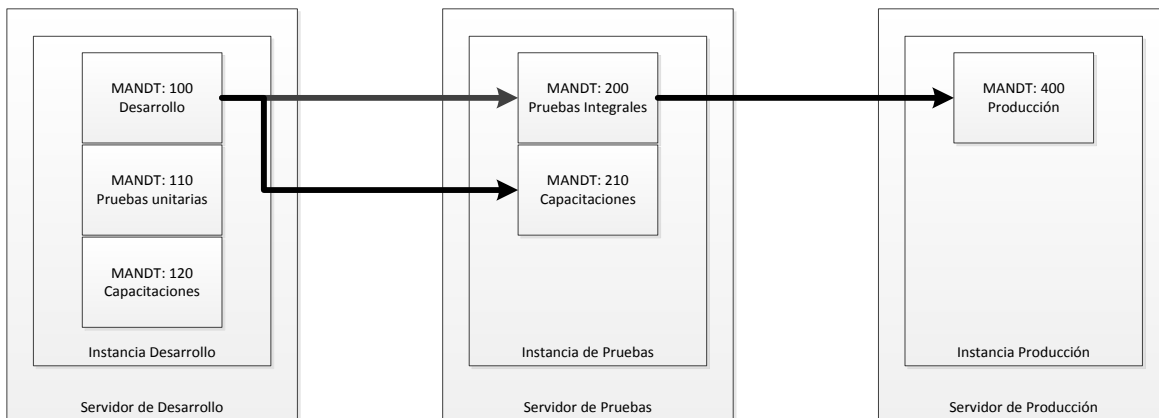 MANDT: 100
Desarrollo
MANDT: 110
Pruebas unitarias
MANDT: 120
Capacitaciones
Instancia Desarrollo
Servidor de Desarrollo
MANDT: 200
Pruebas Integrales
MANDT: 210
Capacitaciones
Instancia de Pruebas
Servidor de Pruebas
MANDT: 400
Producción
Instancia Producción
Servidor de Producción